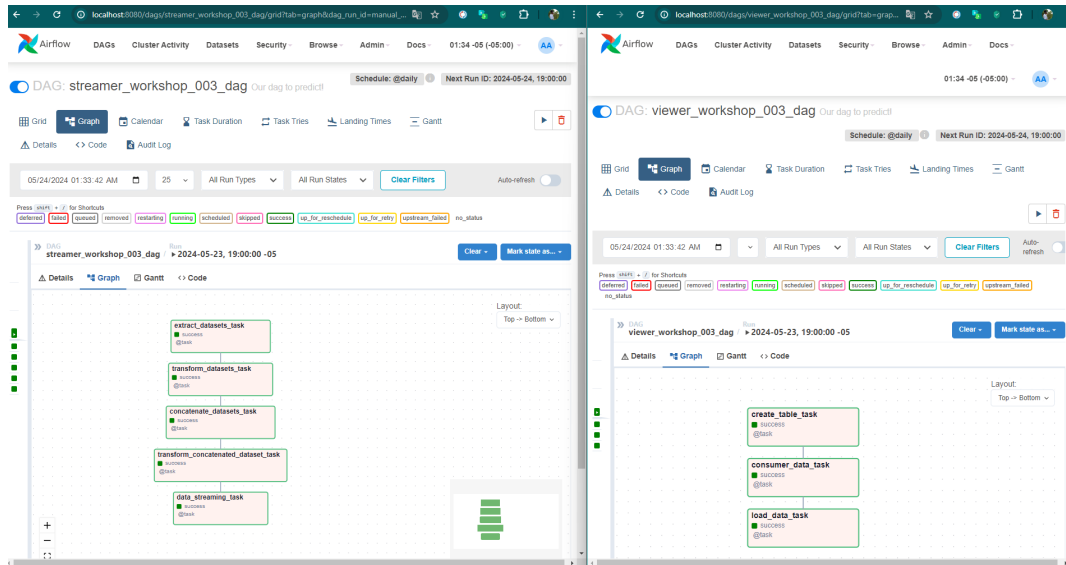 localhost:8080/dags/streamer_workshop_003_dag/grid?tab=graph&dag_run_id=manual_...
Airflow DAGs Cluster Activity Datasets Security Browse Admin Docs 01:34 -05 (-05:00) AA
Schedule: @daily Next Run ID: 2024-05-24, 19:00:00
DAG: streamer_workshop_003_dag Our dag to predict!
Grid Graph Calendar Task Duration Task Tries Landing Times Gantt
Details <> Code Audit Log
05/24/2024 01:33:42 AM 25 All Run Types All Run States Clear Filters Auto-refresh
Press shift + / for Shortcuts
deferred failed queued removed restarting running scheduled skipped success up_for_reschedule up_for_retry upstream_failed no_status
DAG Run
streamer_workshop_003_dag / 2024-05-23, 19:00:00 -05 Clear Mark state as...
Details Graph Gantt <> Code
Layout:
Top -> Bottom
extract_datasets_task
success
@task
transform_datasets_task
success
@task
concatenate_datasets_task
success
@task
transform_concatenated_dataset_task
success
@task
data_streaming_task
success
@task
localhost:8080/dags/viewer_workshop_003_dag/grid?tab=grap...
Airflow DAGs Cluster Activity Datasets Security Browse Admin Docs
01:34 -05 (-05:00) AA
DAG: viewer_workshop_003_dag Our dag to predict!
Schedule: @daily Next Run ID: 2024-05-24, 19:00:00
Grid Graph Calendar Task Duration Task Tries Landing Times Gantt
Details <> Code Audit Log
05/24/2024 01:33:42 AM All Run Types All Run States Clear Filters Auto-
refresh
Press shift + / for Shortcuts
deferred failed queued removed restarting running scheduled skipped success up_for_reschedule up_for_retry upstream_failed
no_status
DAG Run
viewer_workshop_003_dag / 2024-05-23, 19:00:00 -05 Clear Mark state as...
Details Graph Gantt <> Code
Layout:
Top -> Bottom
create_table_task
success
@task
consumer_data_task
success
@task
load_data_task
success
@task